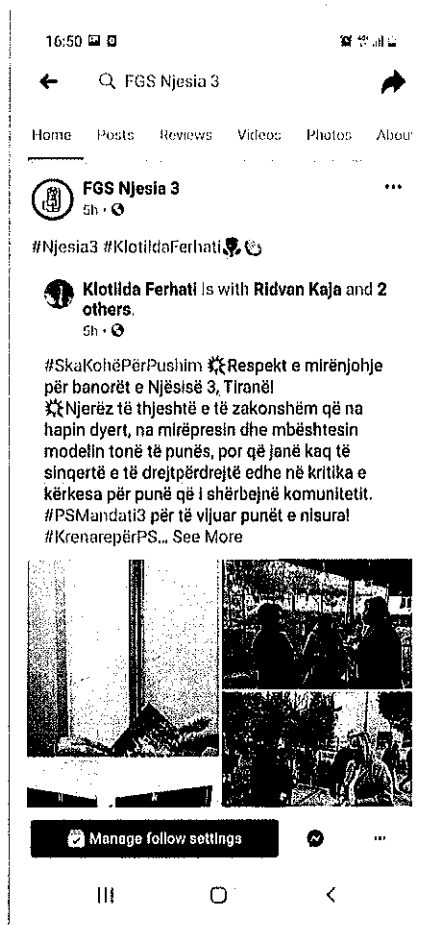 16:50
FGS Njesia 3
Home Posts Reviews Videos Photos Abou
FGS Njesia 3
5h
#Njesia3 #KlotildaFerhati
Klotilda Ferhati is with Ridvan Kaja and 2
others.
5h
#SkaKohëPërPushim 💥Respekt e mirënjohje
për banorët e Njësisë 3, Tiranë!
💥Njerëz të thjeshtë e të zakonshëm që na
hapin dyert, na mirëpresin dhe mbështesin
modelin tonë të punës, por që janë kaq të
sinqertë e të drejtpërdrejtë edhe në kritika e
kërkesa për punë që i shërbejnë komunitetit.
#PSMandati3 për të vijuar punët e nisura!
#KrenarepërPS... See More
Manage follow settings